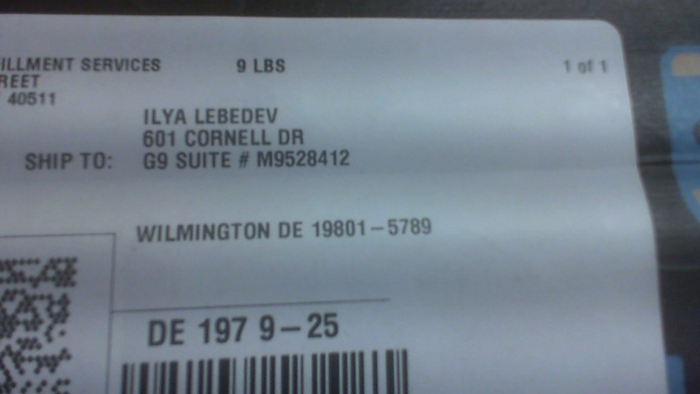 ILLMENT SERVICES 9 LBS 1 of 1
REET
40511
ILYA LEBEDEV
601 CORNELL DR
SHIP TO: G9 SUITE # M9528412
WILMINGTON DE 19801-5789
DE 197 9-25